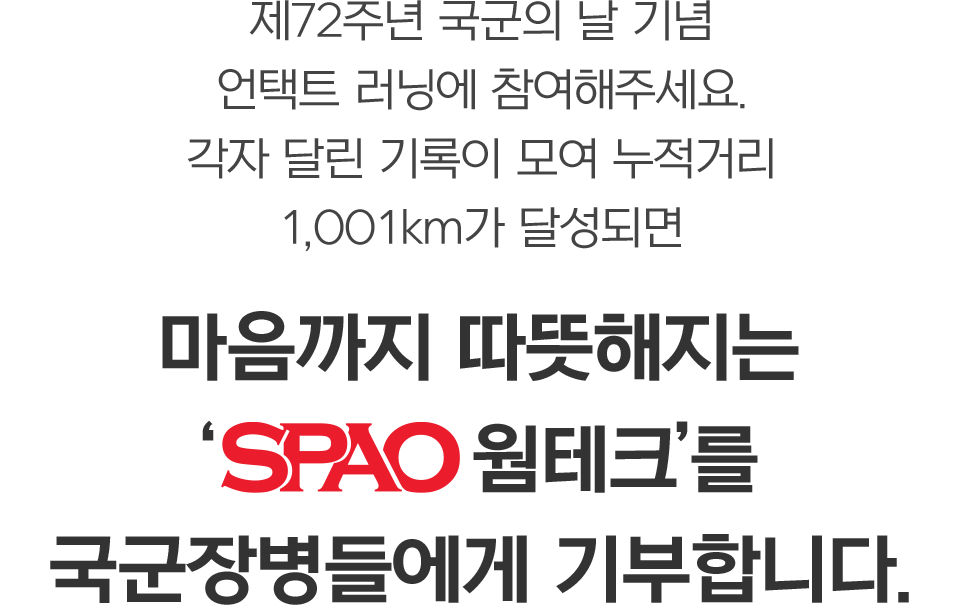 제72주년 국군의 날 기념
언택트 러닝에 참여해주세요.
각자 달린 기록이 모여 누적거리
1,001km가 달성되면
마음까지 따뜻해지는
‘SPAO 웜테크’를
국군장병들에게 기부합니다.